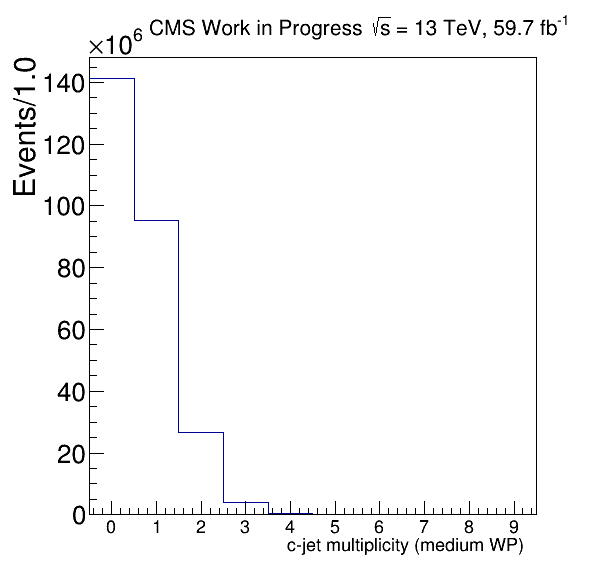 ×10⁶ CMS Work in Progress √s = 13 TeV, 59.7 fb⁻¹
Events/1.0
140
120
100
80
60
40
20
0
0 1 2 3 4 5 6 7 8 9
c-jet multiplicity (medium WP)